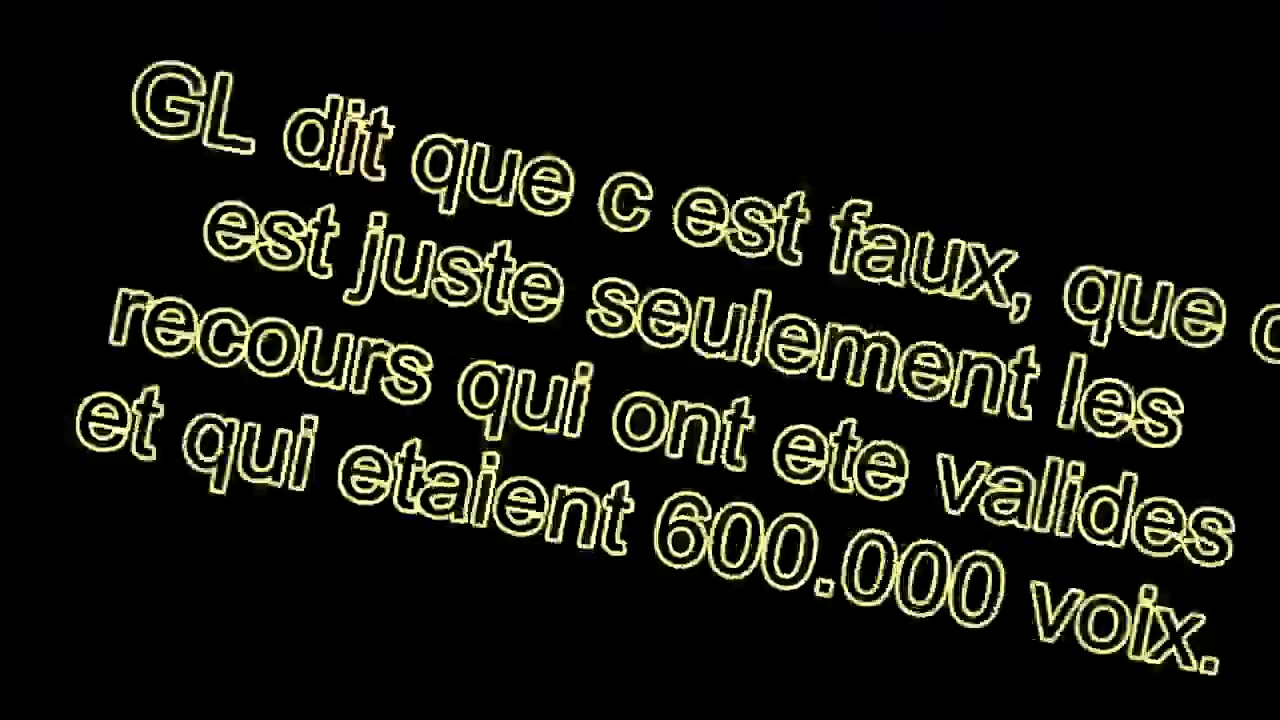 GL dit que c est faux, que c
est juste seulement les
recours qui ont ete valides
et qui etaient 600.000 voix.